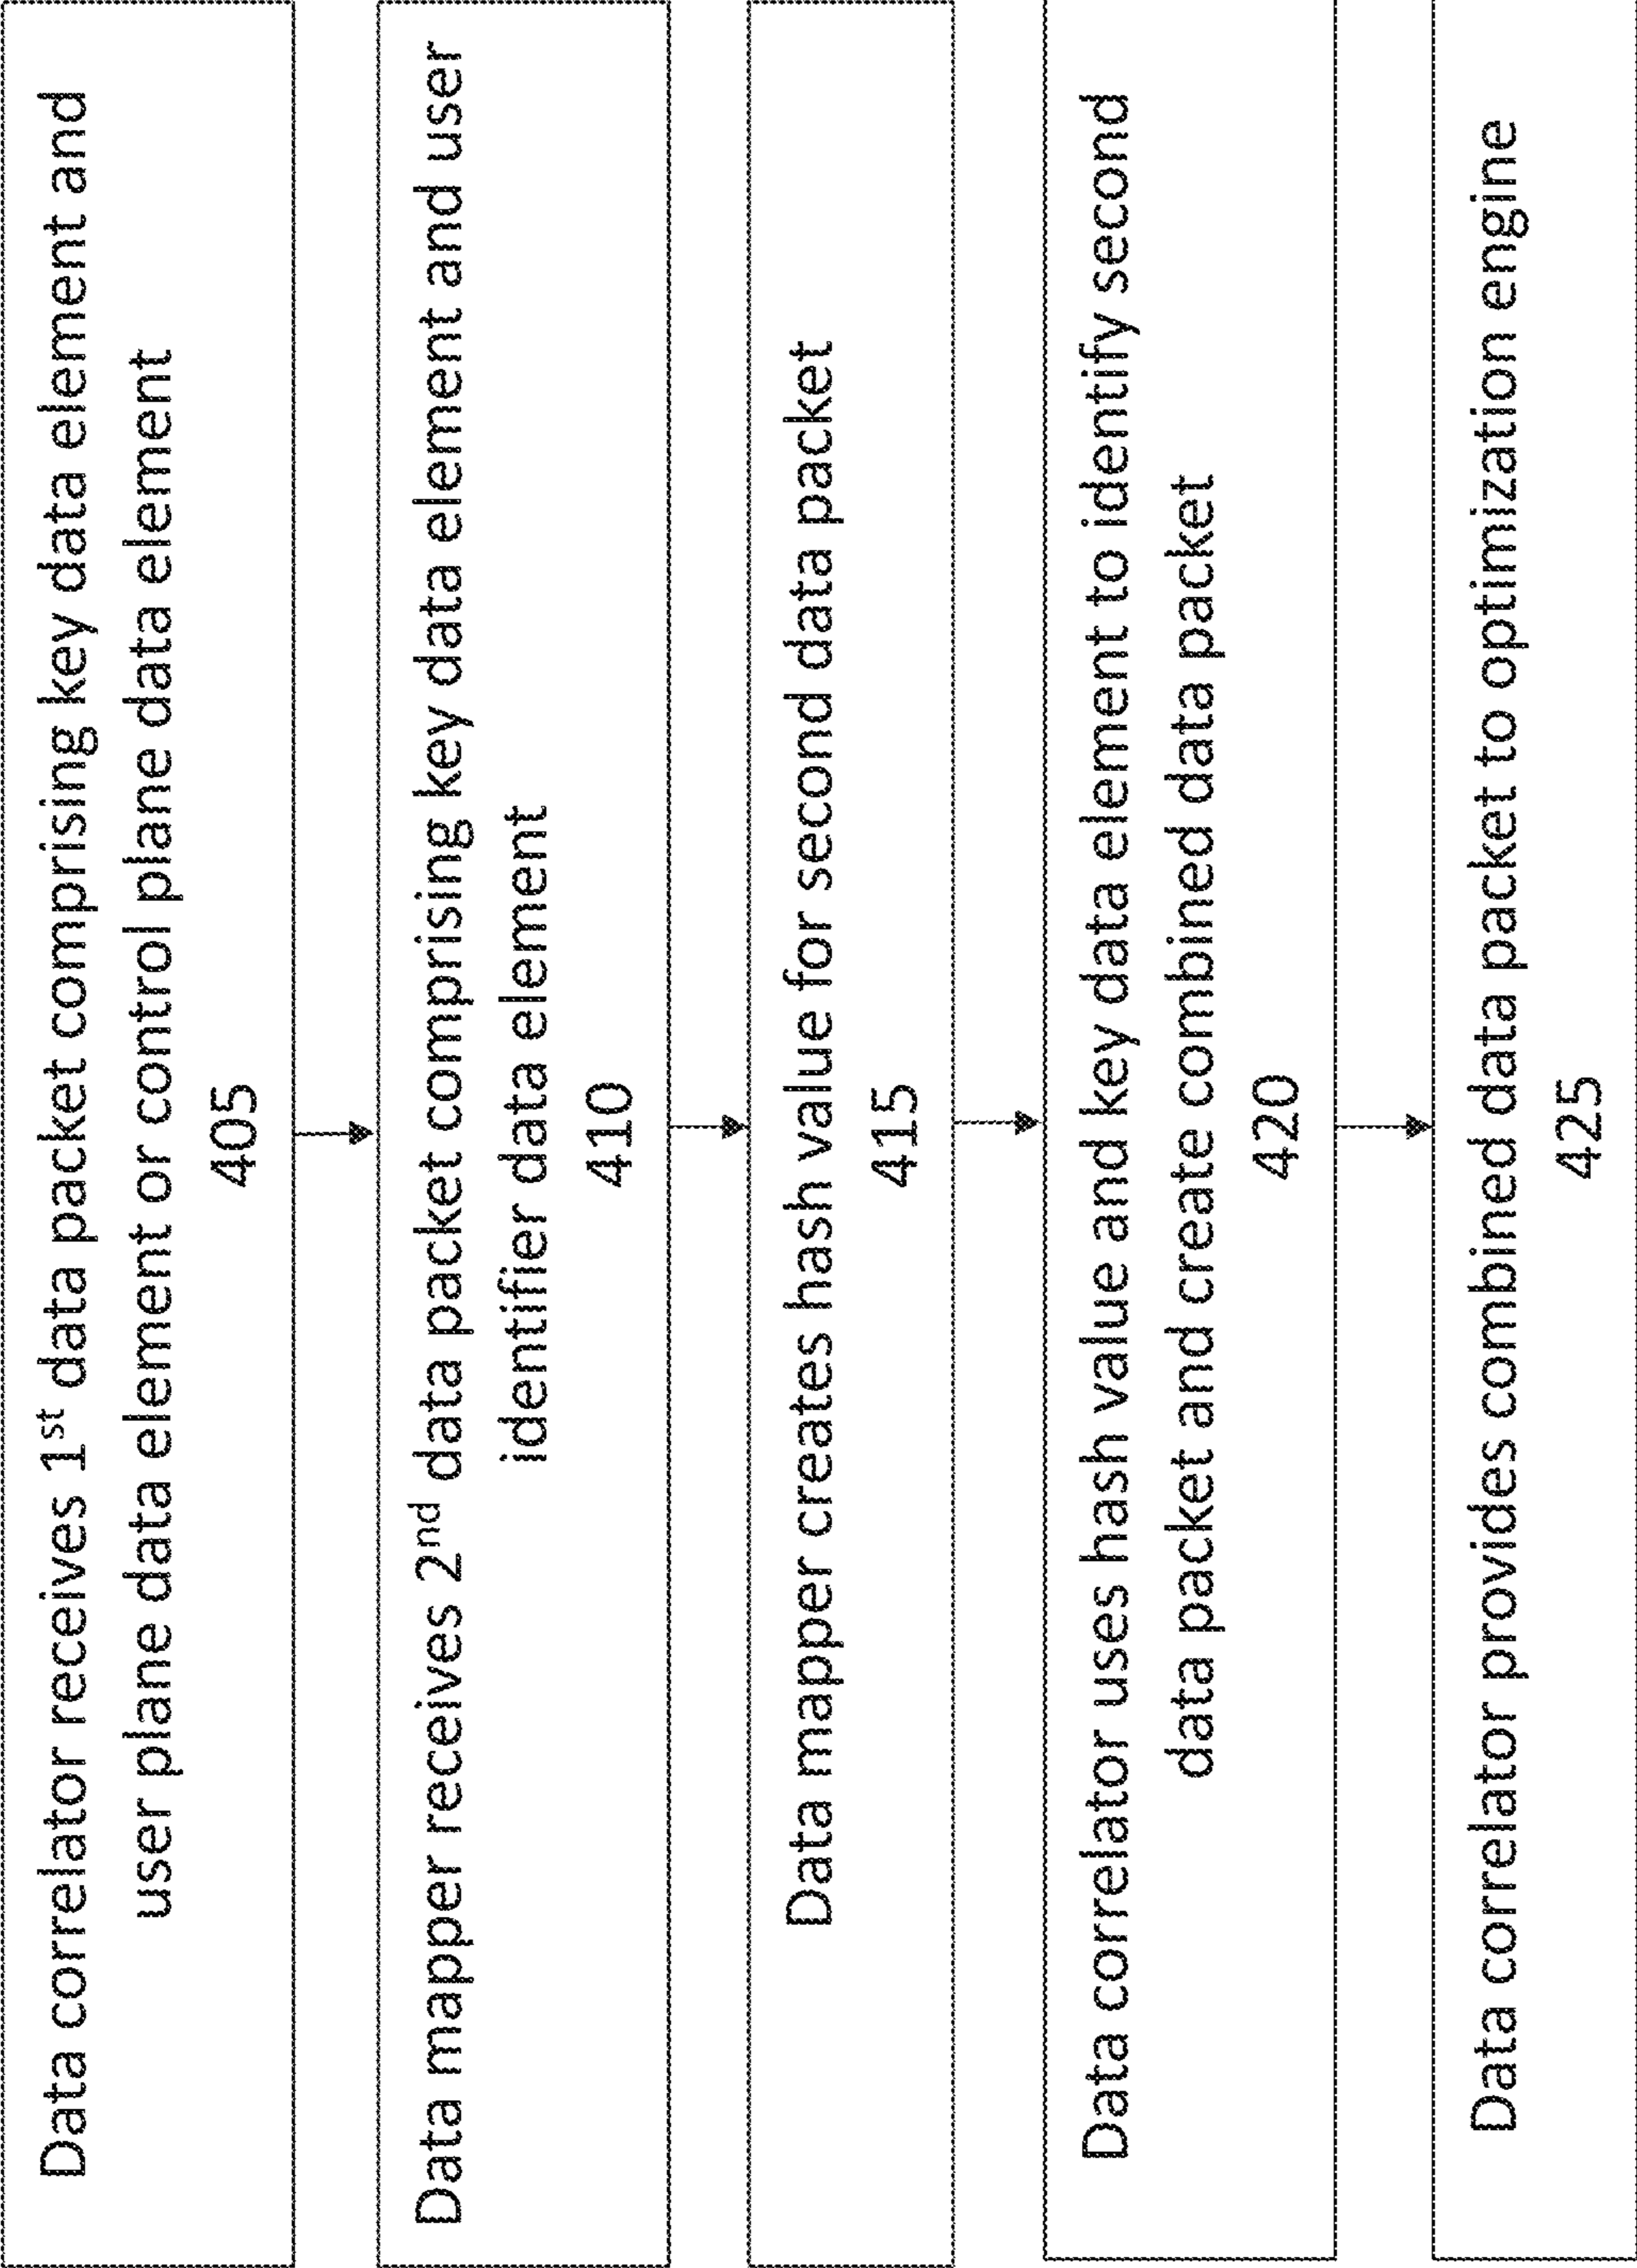 Data correlator receives 1st data packet comprising key data element and
user plane data element or control plane data element
405
Data mapper receives 2nd data packet comprising key data element and user
identifier data element
410
Data mapper creates hash value for second data packet
415
Data correlator uses hash value and key data element to identify second
data packet and create combined data packet
420
Data correlator provides combined data packet to optimization engine
425